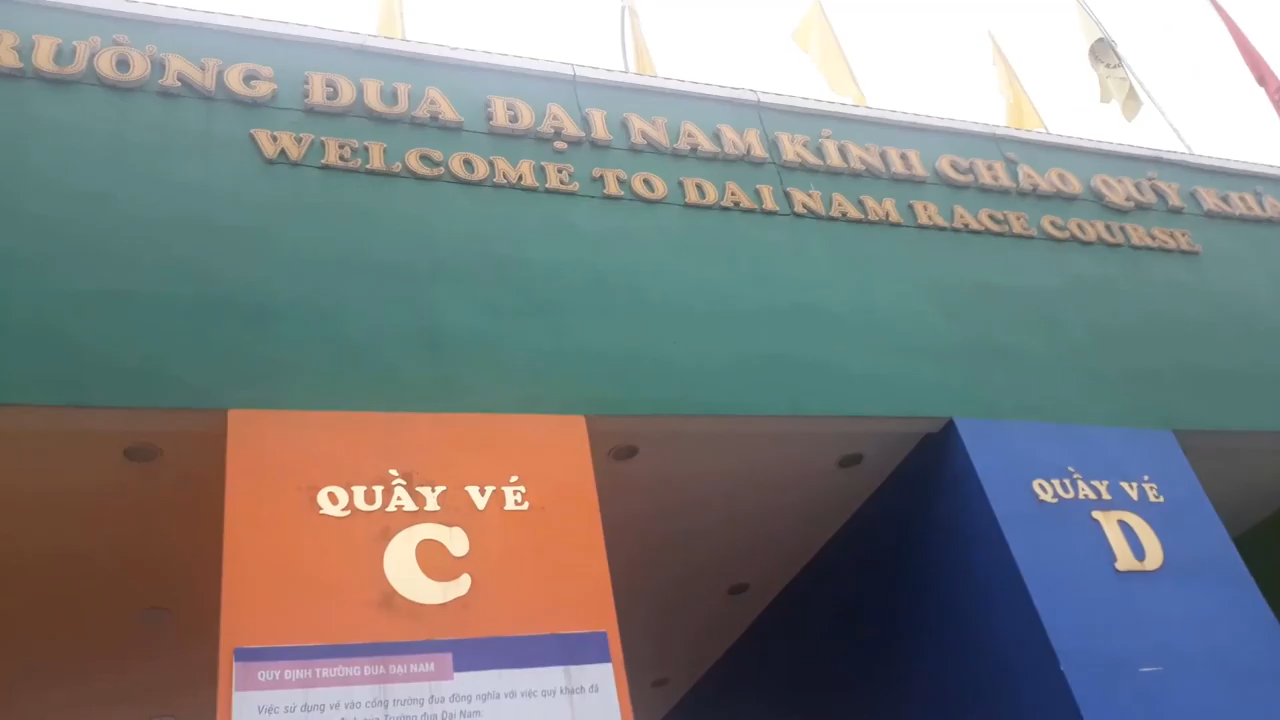 ĐUA ĐẠI NAM KÍNH CHÀO QUÝ
WELCOME TO DAI NAM RACE COURSE
QUẦY VÉ
C
QUẦY VÉ
D
QUY ĐỊNH TRƯỜNG ĐUA ĐẠI NAM
Việc sử dụng vé vào cổng trường đua đồng nghĩa với việc quý khách đã
Trường đua Đại Nam: